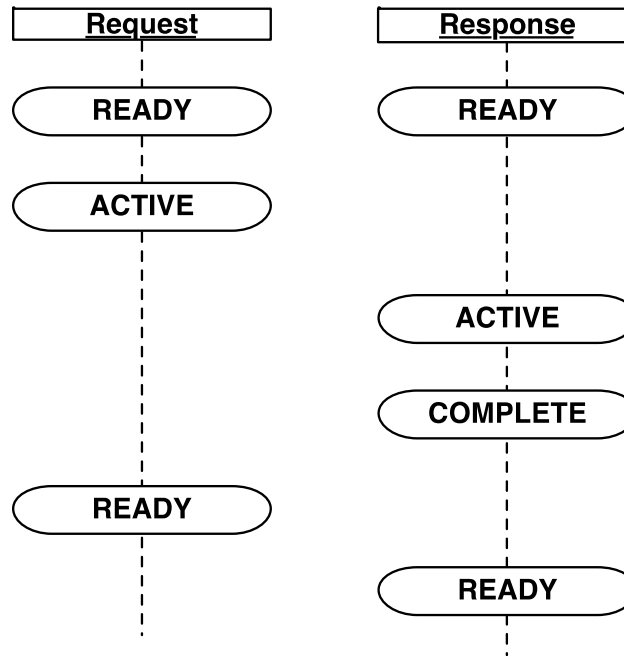 Request
Response
READY
READY
ACTIVE
ACTIVE
COMPLETE
READY
READY